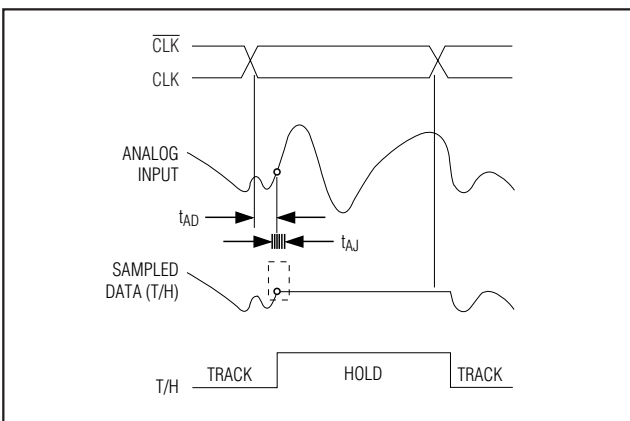 CLK
CLK
ANALOG
INPUT
tAD
tAJ
SAMPLED
DATA (T/H)
TRACK
HOLD
TRACK
T/H